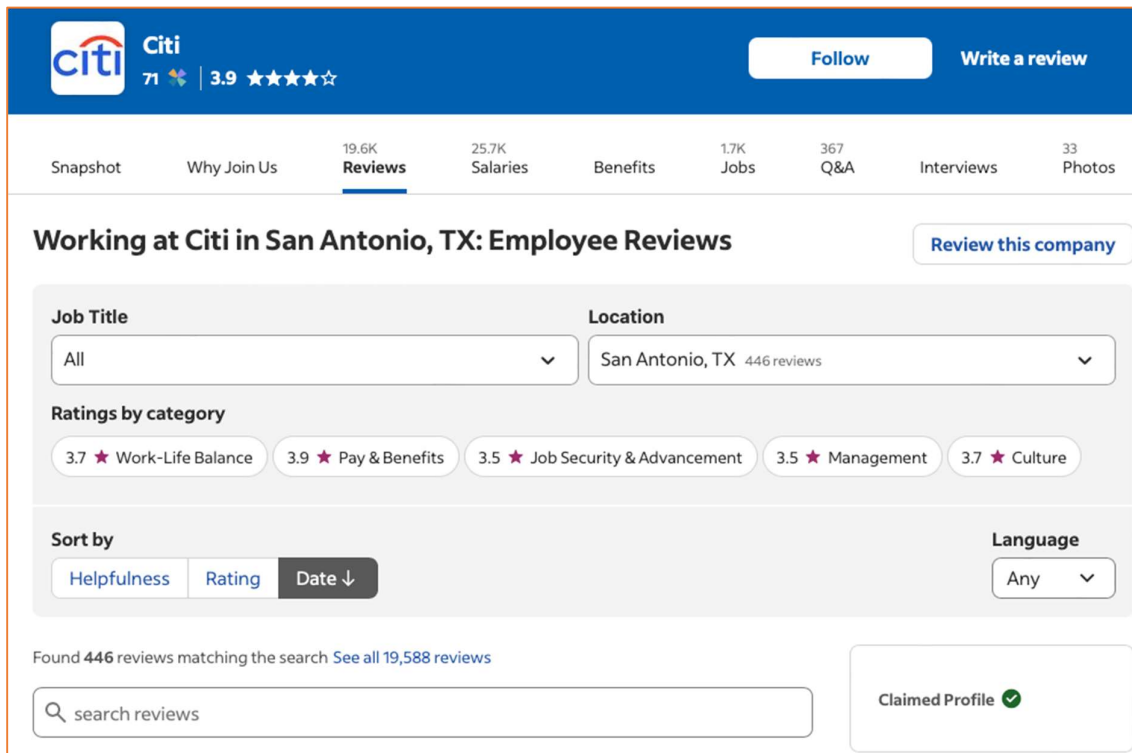 citi
Citi
71 3.9 ★★★★☆
Follow
Write a review
Snapshot
Why Join Us
19.6K
Reviews
25.7K
Salaries
Benefits
1.7K
Jobs
367
Q&A
Interviews
33
Photos
Working at Citi in San Antonio, TX: Employee Reviews
Review this company
Job Title
All
Location
San Antonio, TX 446 reviews
Ratings by category
3.7 ★ Work-Life Balance
3.9 ★ Pay & Benefits
3.5 ★ Job Security & Advancement
3.5 ★ Management
3.7 ★ Culture
Sort by
Helpfulness
Rating
Date ↓
Language
Any
Found 446 reviews matching the search See all 19,588 reviews
search reviews
Claimed Profile